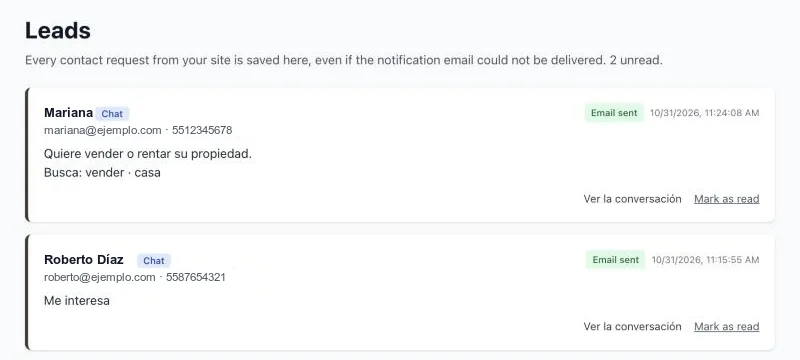 Leads
Every contact request from your site is saved here, even if the notification email could not be delivered. 2 unread.
Mariana Chat Email sent 10/31/2026, 11:24:08 AM
mariana@ejemplo.com · 5512345678
Quiere vender o rentar su propiedad.
Busca: vender · casa
Ver la conversación Mark as read
Roberto Díaz Chat Email sent 10/31/2026, 11:15:55 AM
roberto@ejemplo.com · 5587654321
Me interesa
Ver la conversación Mark as read